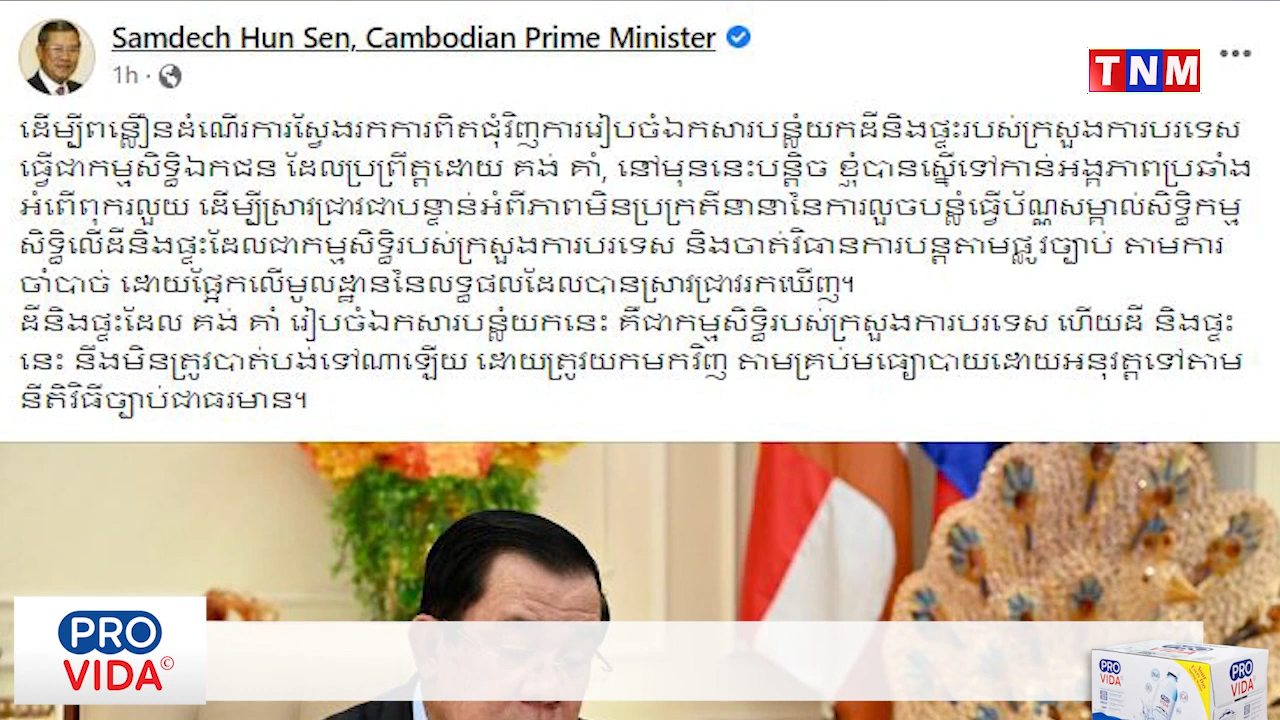 Samdech Hun Sen, Cambodian Prime Minister
1h ·
TNM
ដើម្បីពន្លឿនដំណើរការស្វែងរកការពិតជុំវិញការរៀបចំឯកសារបន្លំយកដីនិងផ្ទះរបស់ក្រសួងការបរទេស
ធ្វើជាកម្មសិទ្ធិឯកជន ដែលប្រព្រឹត្តដោយ គង់ គាំ, នៅមុននេះបន្តិច ខ្ញុំបានស្នើទៅកាន់អង្គភាពប្រឆាំង
អំពើពុករលួយ ដើម្បីស្រាវជ្រាវជាបន្ទាន់អំពីភាពមិនប្រក្រតីនានានៃការលួចបន្លំធ្វើប័ណ្ណសម្គាល់សិទ្ធិកម្ម
សិទ្ធិលើដីនិងផ្ទះដែលជាកម្មសិទ្ធិរបស់ក្រសួងការបរទេស និងចាត់វិធានការបន្តតាមផ្លូវច្បាប់ តាមការ
ចាំបាច់ ដោយផ្អែកលើមូលដ្ឋាននៃលទ្ធផលដែលបានស្រាវជ្រាវរកឃើញ។
ដីនិងផ្ទះដែល គង់ គាំ រៀបចំឯកសារបន្លំយកនេះ គឺជាកម្មសិទ្ធិរបស់ក្រសួងការបរទេស ហើយដី និងផ្ទះ
នេះ នឹងមិនត្រូវបាត់បង់ទៅណាឡើយ ដោយត្រូវយកមកវិញ តាមគ្រប់មធ្យោបាយដោយអនុវត្តទៅតាម
នីតិវិធីច្បាប់ជាធរមាន។
PRO
VIDA©
PRO
VIDA
PRO
VIDA